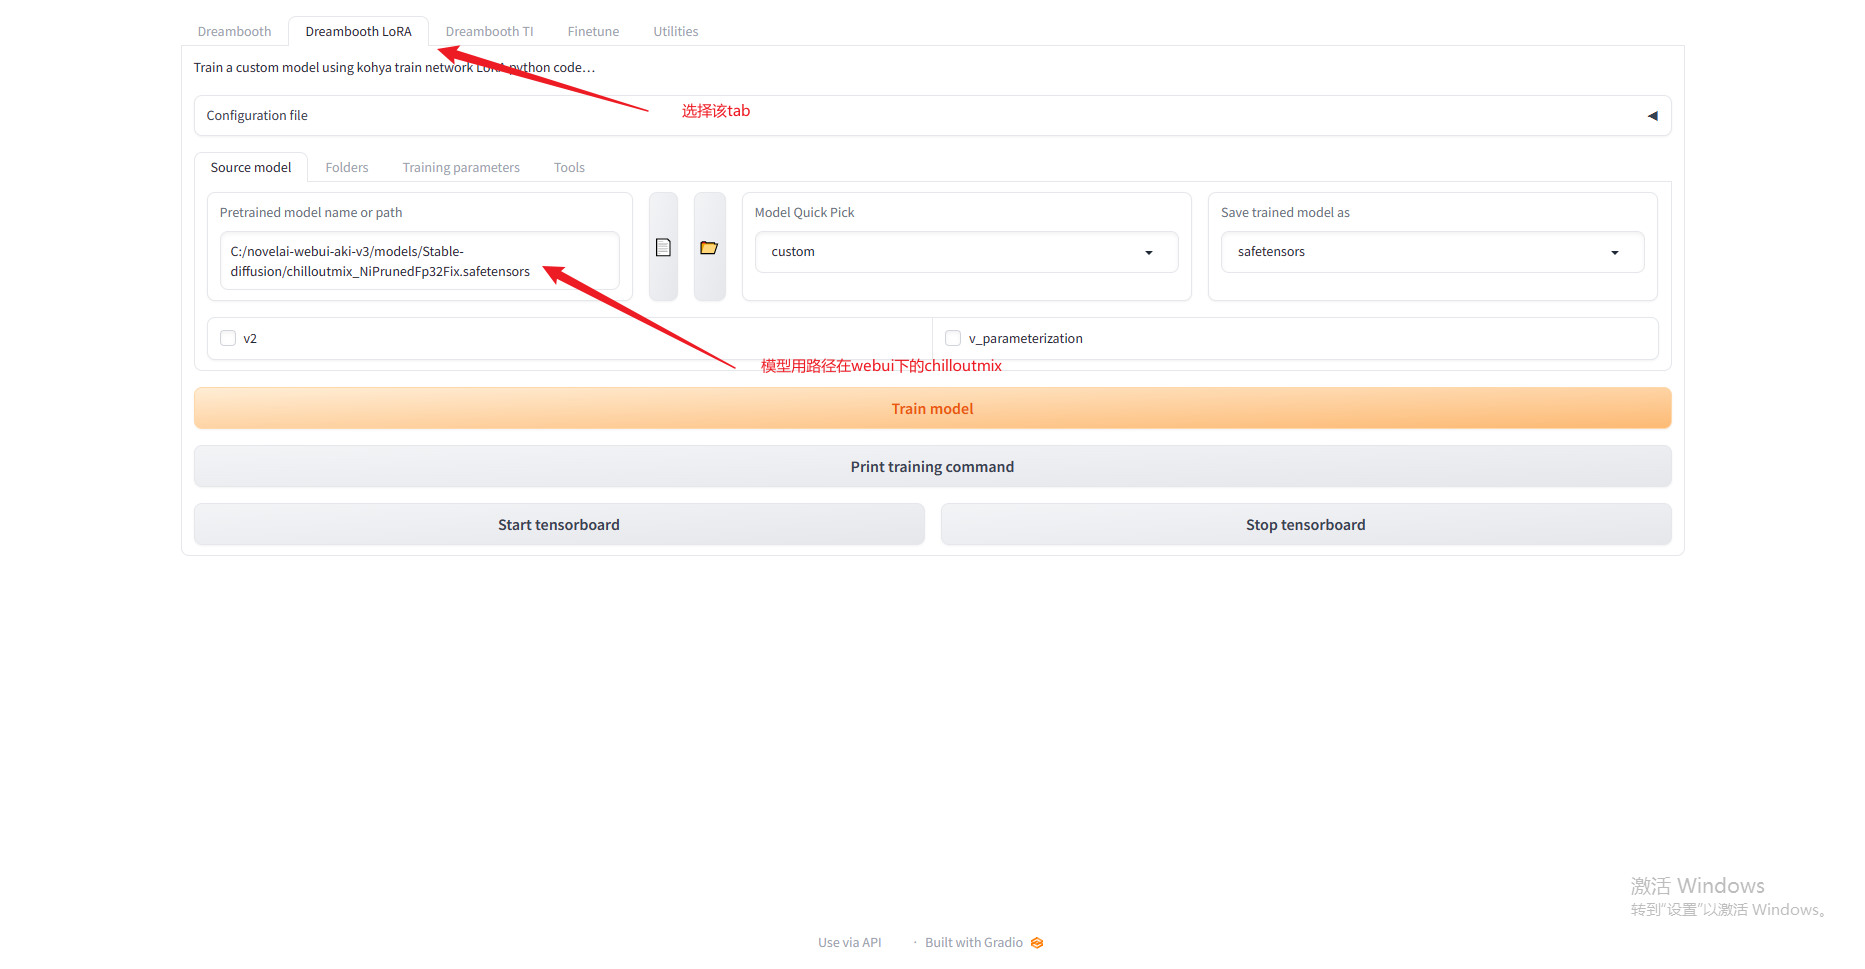 Dreambooth
Dreambooth LoRA
Dreambooth TI
Finetune
Utilities
Train a custom model using kohya train network LoRA python code…
选择该tab
Configuration file
Source model
Folders
Training parameters
Tools
Pretrained model name or path
C:/novelai-webui-aki-v3/models/Stable-
diffusion/chilloutmix_NiPrunedFp32Fix.safetensors
Model Quick Pick
custom
Save trained model as
safetensors
v2
v_parameterization
模型用路径在webui下的chilloutmix
Train model
Print training command
Start tensorboard
Stop tensorboard
激活 Windows
转到“设置”以激活 Windows。
Use via API
· Built with Gradio